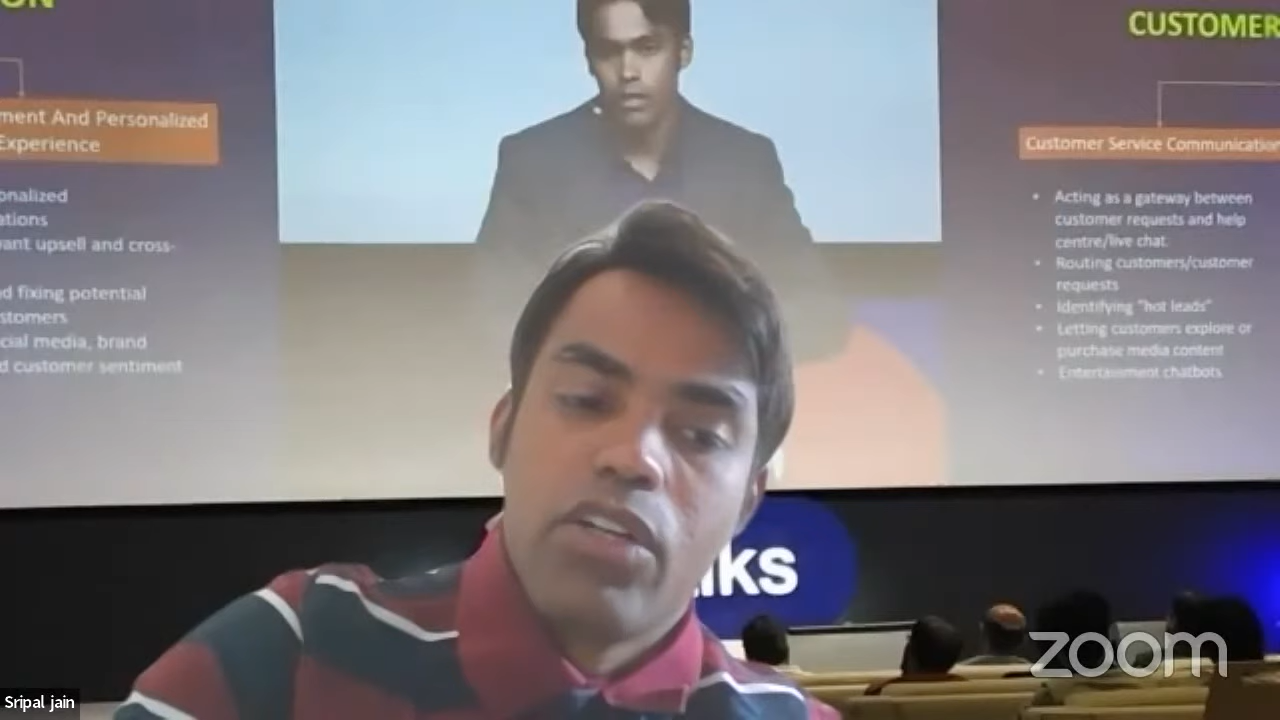 ON
CUSTOMER
ment And Personalized
Experience
Customer Service Communication
onalized
ations
vant upsell and cross-
d fixing potential
stomers
cial media, brand
d customer sentiment
• Acting as a gateway between
customer requests and help
centre/live chat.
• Routing customers/customer
requests
• Identifying "hot leads"
• Letting customers explore or
purchase media content
• Entertainment chatbots
lks
zoom
Sripal jain